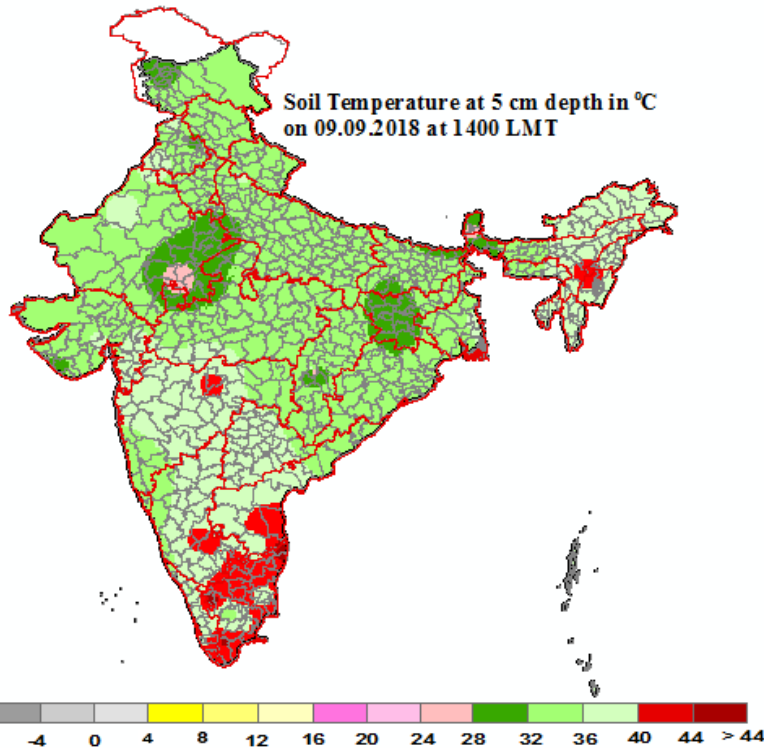 Soil Temperature at 5 cm depth in ⁰C
on 09.09.2018 at 1400 LMT
-4 0 4 8 12 16 20 24 28 32 36 40 44 > 44